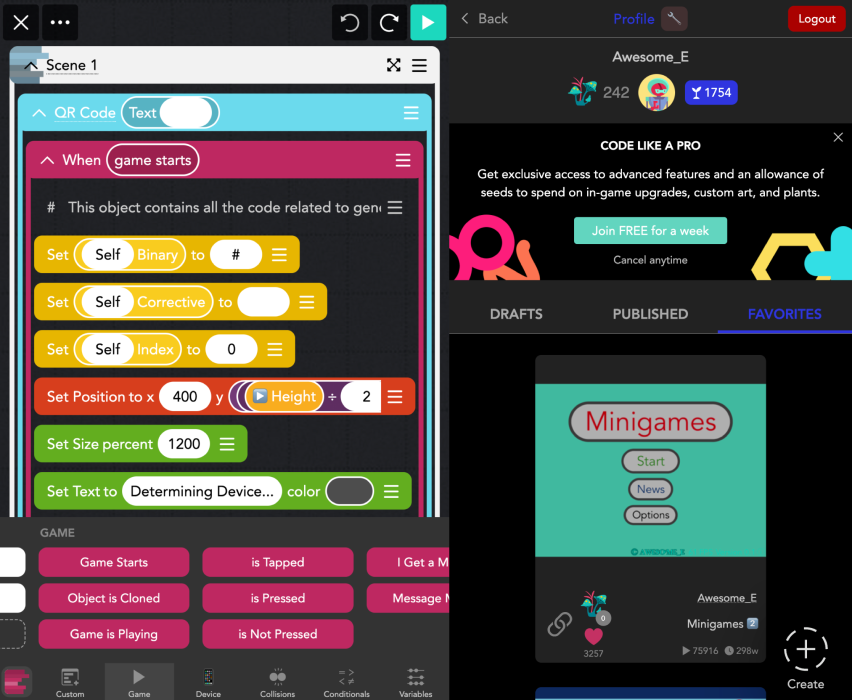 Scene 1
QR Code Text
When game starts
# This object contains all the code related to gen
Set Self Binary to #
Set Self Corrective to
Set Self Index to 0
Set Position to x 400 y Height ÷ 2
Set Size percent 1200
Set Text to Determining Device... color
GAME
Game Starts is Tapped I Get a M
Object is Cloned is Pressed Message
Game is Playing is Not Pressed
Custom Game Device Collisions Conditionals Variables
Back Profile Logout
Awesome_E
242 1754
CODE LIKE A PRO
Get exclusive access to advanced features and an allowance of
seeds to spend on in-game upgrades, custom art, and plants.
Join FREE for a week
Cancel anytime
DRAFTS PUBLISHED FAVORITES
Minigames
Start
News
Options
© AWESOME_E
0
3257
Awesome_E
Minigames 2
75916 298w
Create